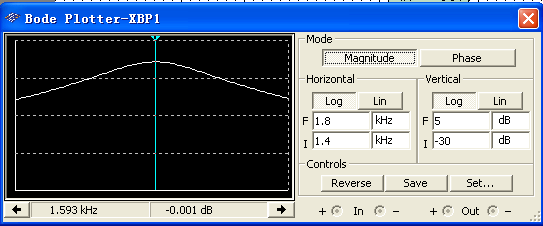 Bode Plotter-XBP1
Mode
Magnitude Phase
Horizontal Vertical
Log Lin Log Lin
F 1.8 kHz F 5 dB
I 1.4 kHz I -30 dB
Controls
Reverse Save Set...
1.593 kHz -0.001 dB + In - + Out -